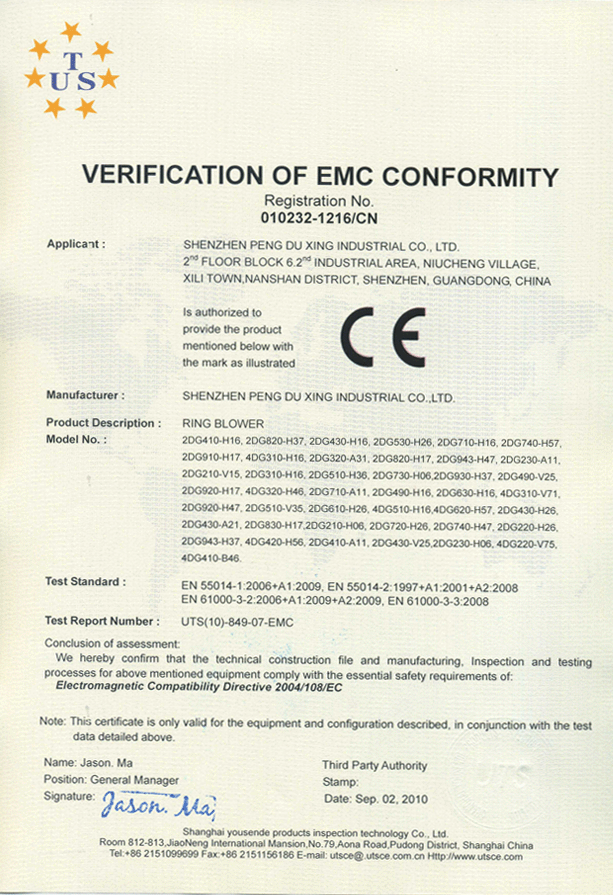 T
U S
VERIFICATION OF EMC CONFORMITY
Registration No.
010232-1216/CN
Applicant : SHENZHEN PENG DU XING INDUSTRIAL CO., LTD.
2nd FLOOR BLOCK 6.2nd INDUSTRIAL AREA, NIUCHENG VILLAGE,
XILI TOWN,NANSHAN DISTRICT, SHENZHEN, GUANGDONG, CHINA
Is authorized to
provide the product
mentioned below with
the mark as illustrated
CE
Manufacturer : SHENZHEN PENG DU XING INDUSTRIAL CO.,LTD.
Product Description : RING BLOWER
Model No. : 2DG410-H16, 2DG820-H37, 2DG430-H16, 2DG530-H26, 2DG710-H16, 2DG740-H57,
2DG910-H17, 4DG310-H16, 2DG320-A31, 2DG820-H17, 2DG943-H47, 2DG230-A11,
2DG210-V15, 2DG310-H16, 2DG510-H36, 2DG730-H06,2DG930-H37, 2DG490-V25,
2DG920-H17, 4DG320-H46, 2DG710-A11, 2DG490-H16, 2DG630-H16, 4DG310-V71,
2DG920-H47, 2DG510-V35, 2DG610-H26, 4DG510-H16,4DG620-H57, 2DG430-H26,
2DG430-A21, 2DG830-H17,2DG210-H06, 2DG720-H26, 2DG740-H47, 2DG220-H26,
2DG943-H37, 4DG420-H56, 2DG410-A11, 2DG430-V25,2DG230-H06, 4DG220-V75,
4DG410-B46.
Test Standard : EN 55014-1:2006+A1:2009, EN 55014-2:1997+A1:2001+A2:2008
EN 61000-3-2:2006+A1:2009+A2:2009, EN 61000-3-3:2008
Test Report Number : UTS(10)-849-07-EMC
Conclusion of assessment:
We hereby confirm that the technical construction file and manufacturing, Inspection and testing
processes for above mentioned equipment comply with the essential safety requirements of:
Electromagnetic Compatibility Directive 2004/108/EC
Note: This certificate is only valid for the equipment and configuration described, in conjunction with the test
data detailed above.
Name: Jason. Ma
Position: General Manager
Signature: Jason. Ma
Third Party Authority
Stamp:
Date: Sep. 02, 2010
UTS
Shanghai yousende products inspection technology Co., Ltd.
Room 812-813,JiaoNeng International Mansion,No.79,Aona Road,Pudong District, Shanghai China
Tel:+86 2151099699 Fax:+86 2151156186 E-mail: utsce@.utsce.com.cn Http://www.utsce.com